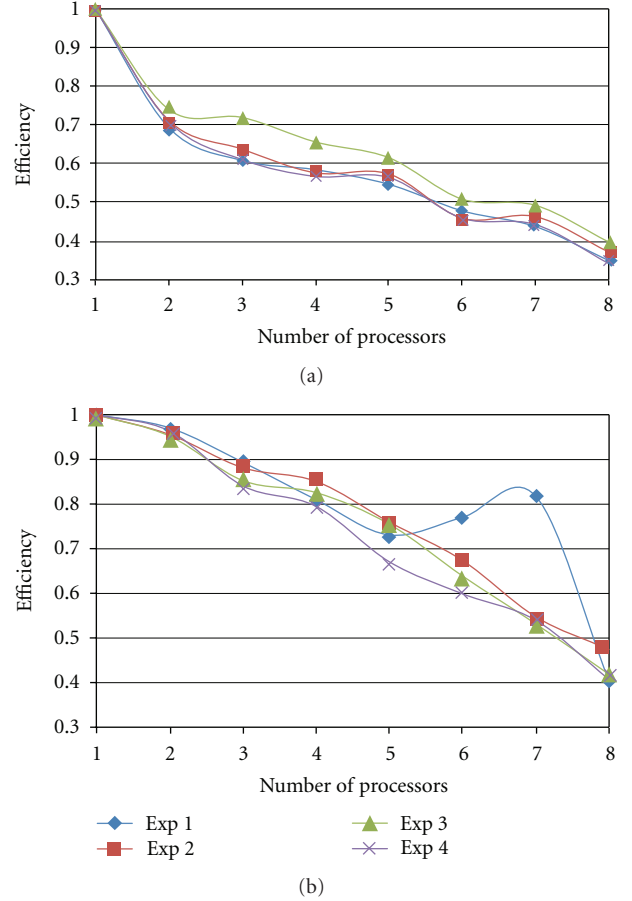 1
0.9
0.8
0.7
0.6
0.5
0.4
0.3
Efficiency
1 2 3 4 5 6 7 8
Number of processors
(a)
1
0.9
0.8
0.7
0.6
0.5
0.4
0.3
Efficiency
1 2 3 4 5 6 7 8
Number of processors
Exp 1 Exp 3
Exp 2 Exp 4
(b)